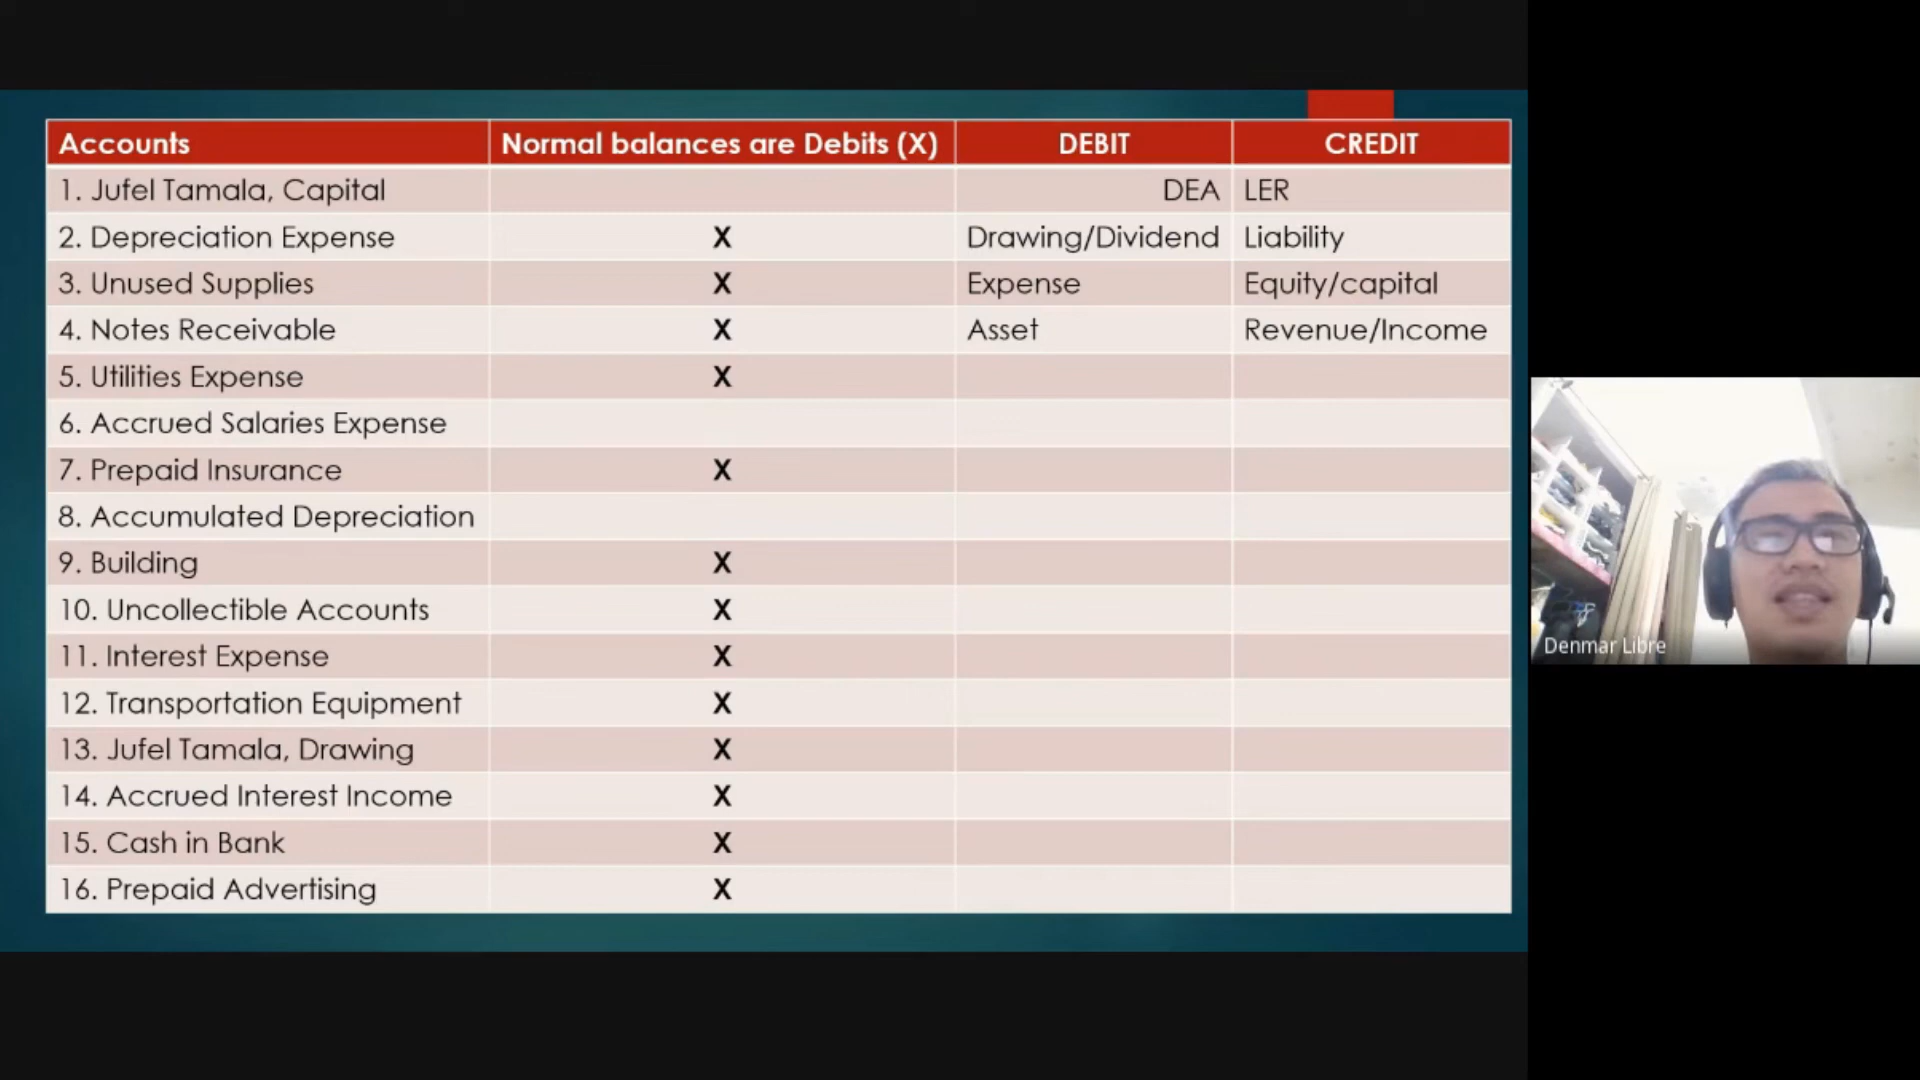 Accounts Normal balances are Debits (X) DEBIT CREDIT
1. Jufel Tamala, Capital DEA LER
2. Depreciation Expense X Drawing/Dividend Liability
3. Unused Supplies X Expense Equity/capital
4. Notes Receivable X Asset Revenue/Income
5. Utilities Expense X
6. Accrued Salaries Expense
7. Prepaid Insurance X
8. Accumulated Depreciation
9. Building X
10. Uncollectible Accounts X
11. Interest Expense X
12. Transportation Equipment X
13. Jufel Tamala, Drawing X
14. Accrued Interest Income X
15. Cash in Bank X
16. Prepaid Advertising X
Denmar Libre